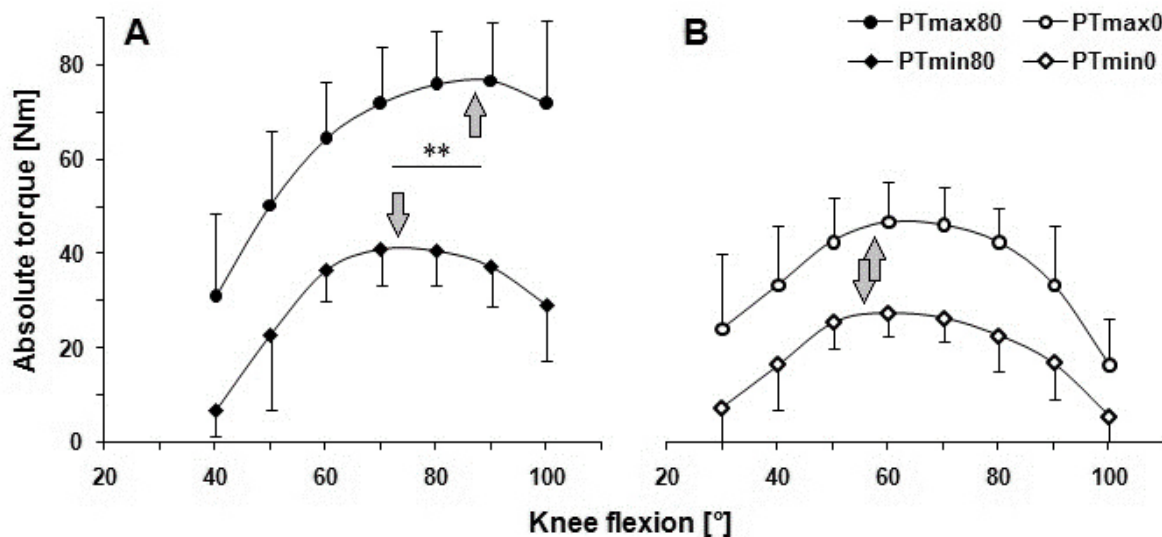 A
B
PTmax80 PTmax0
PTmin80 PTmin0
Absolute torque [Nm]
80
60
40
20
0
**
20 40 60 80 100
20 40 60 80 100
Knee flexion [°]